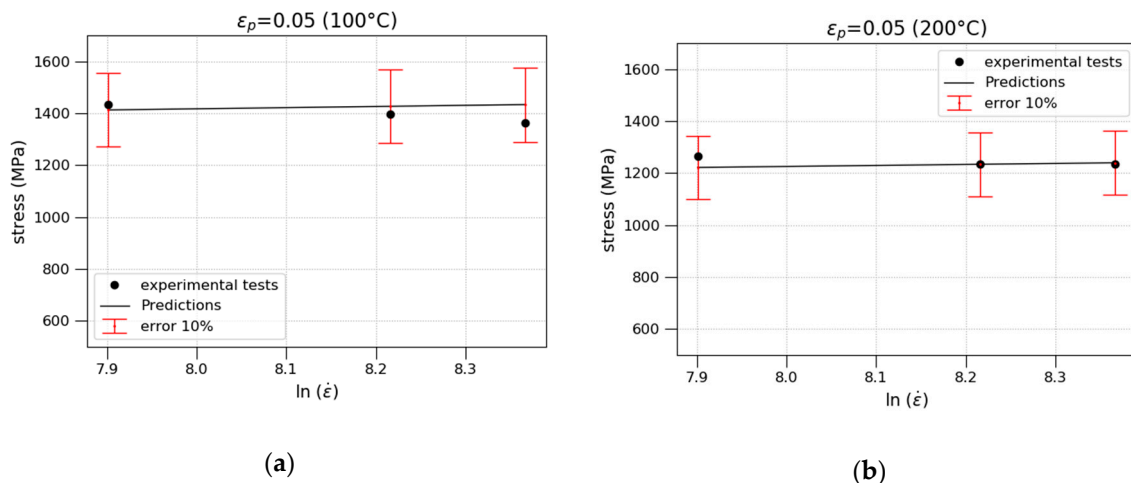 εp=0.05 (100°C)
1600
1400
1200
1000
800
600
stress (MPa)
experimental tests
Predictions
error 10%
7.9 8.0 8.1 8.2 8.3
ln (ε̇)
(a)
εp=0.05 (200°C)
1600
1400
1200
1000
800
600
stress (MPa)
experimental tests
Predictions
error 10%
7.9 8.0 8.1 8.2 8.3
ln (ε̇)
(b)